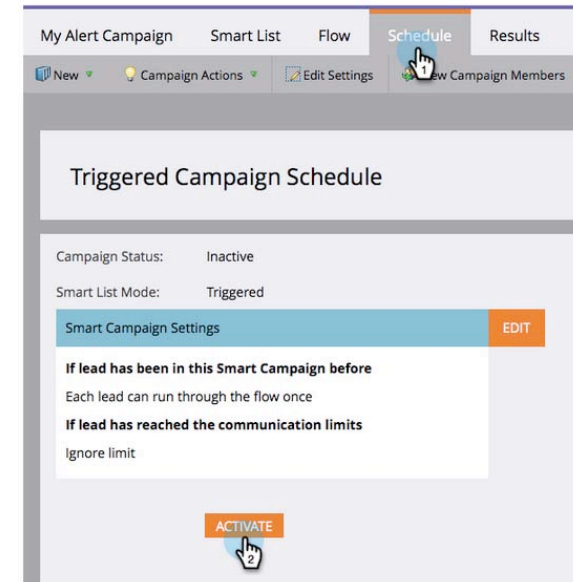 My Alert Campaign Smart List Flow Schedule Results
New Campaign Actions Edit Settings Campaign Members
1
Triggered Campaign Schedule
Campaign Status: Inactive
Smart List Mode: Triggered
Smart Campaign Settings EDIT
If lead has been in this Smart Campaign before
Each lead can run through the flow once
If lead has reached the communication limits
Ignore limit
ACTIVATE
2